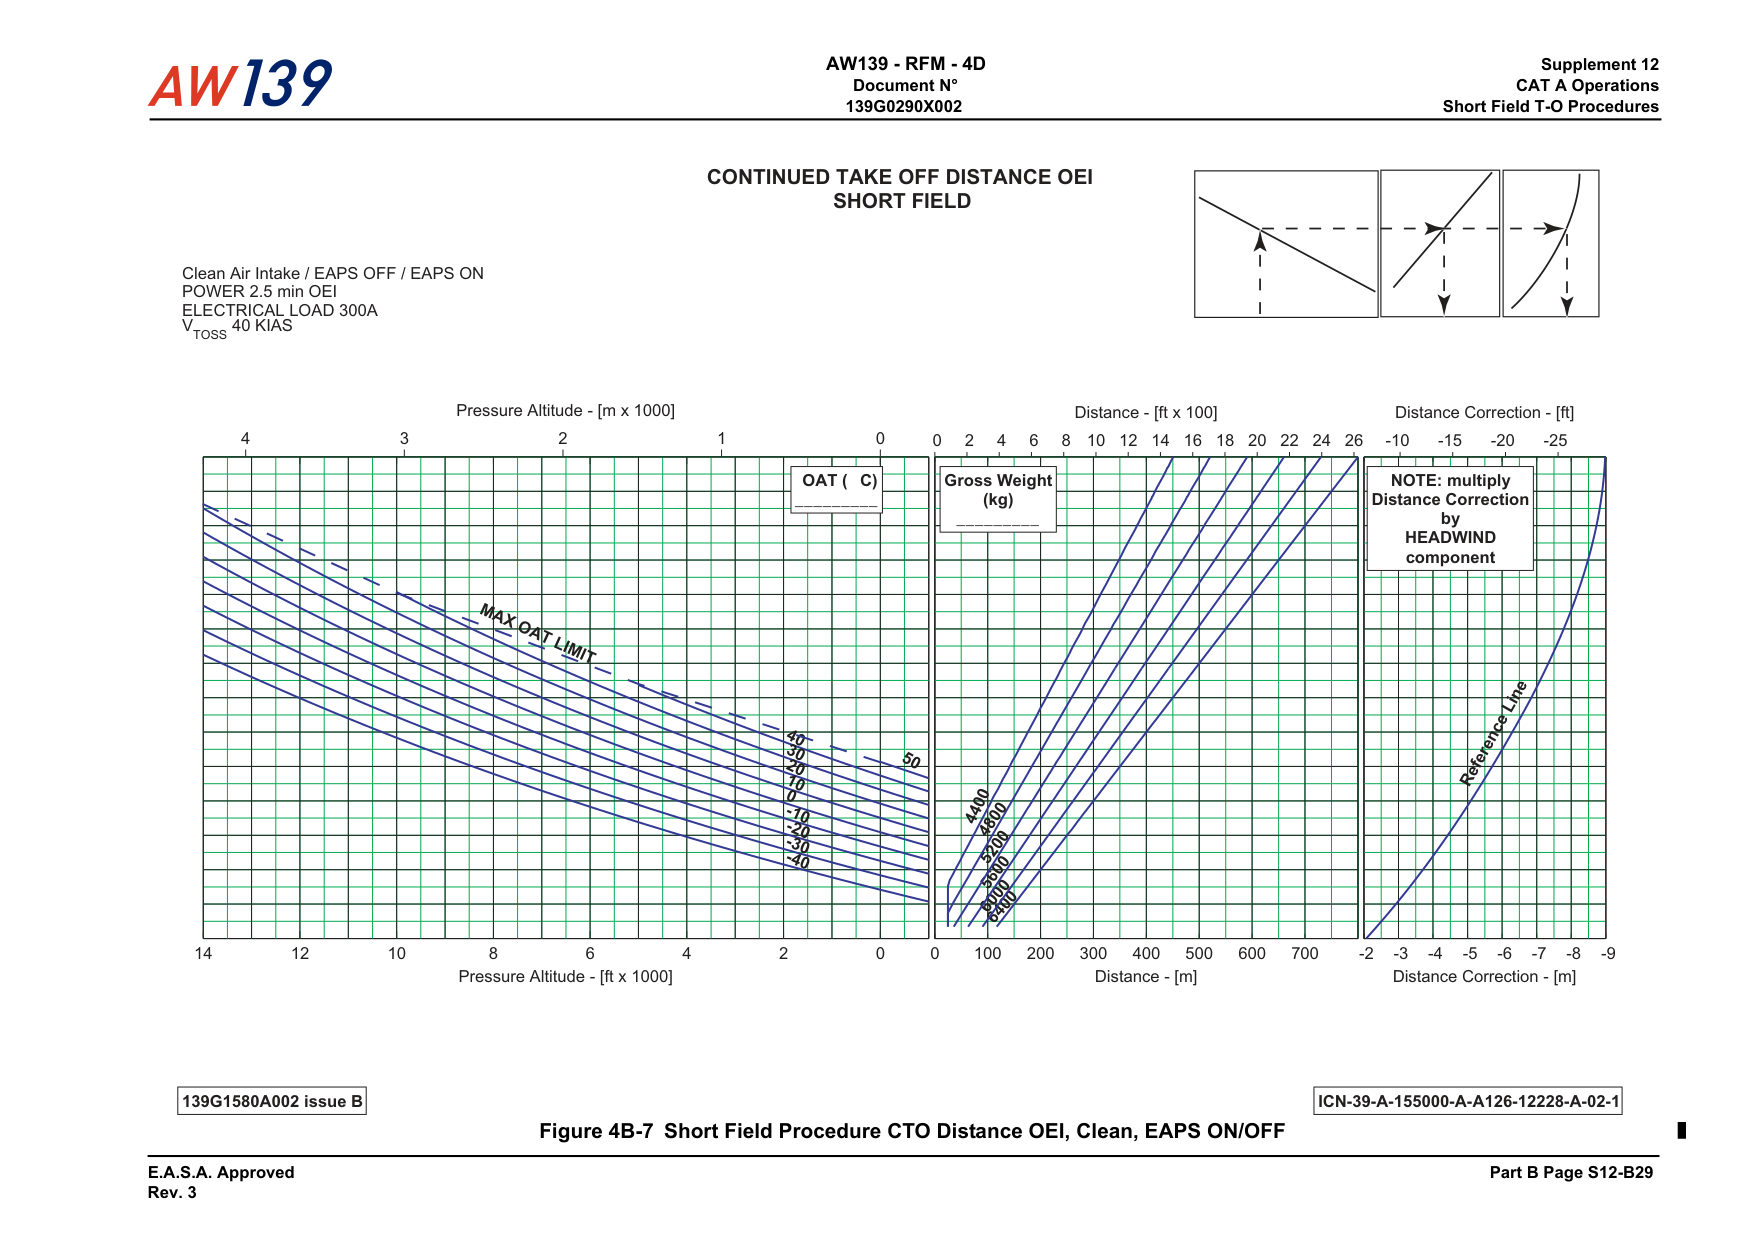 AW139
AW139 - RFM - 4D
Document N°
139G0290X002
Supplement 12
CAT A Operations
Short Field T-O Procedures
CONTINUED TAKE OFF DISTANCE OEI
SHORT FIELD
Clean Air Intake / EAPS OFF / EAPS ON
POWER 2.5 min OEI
ELECTRICAL LOAD 300A
VTOSS 40 KIAS
Pressure Altitude - [m x 1000]
4 3 2 1 0
OAT ( C)
_________
MAX OAT LIMIT
50
40
30
20
10
0
-10
-20
-30
-40
14 12 10 8 6 4 2 0
Pressure Altitude - [ft x 1000]
Distance - [ft x 100]
0 2 4 6 8 10 12 14 16 18 20 22 24 26
Gross Weight
(kg)
_________
4400
4800
5200
5600
6000
6400
0 100 200 300 400 500 600 700
Distance - [m]
Distance Correction - [ft]
-10 -15 -20 -25
NOTE: multiply
Distance Correction
by
HEADWIND
component
Reference Line
-2 -3 -4 -5 -6 -7 -8 -9
Distance Correction - [m]
139G1580A002 issue B
ICN-39-A-155000-A-A126-12228-A-02-1
Figure 4B-7 Short Field Procedure CTO Distance OEI, Clean, EAPS ON/OFF
E.A.S.A. Approved
Rev. 3
Part B Page S12-B29